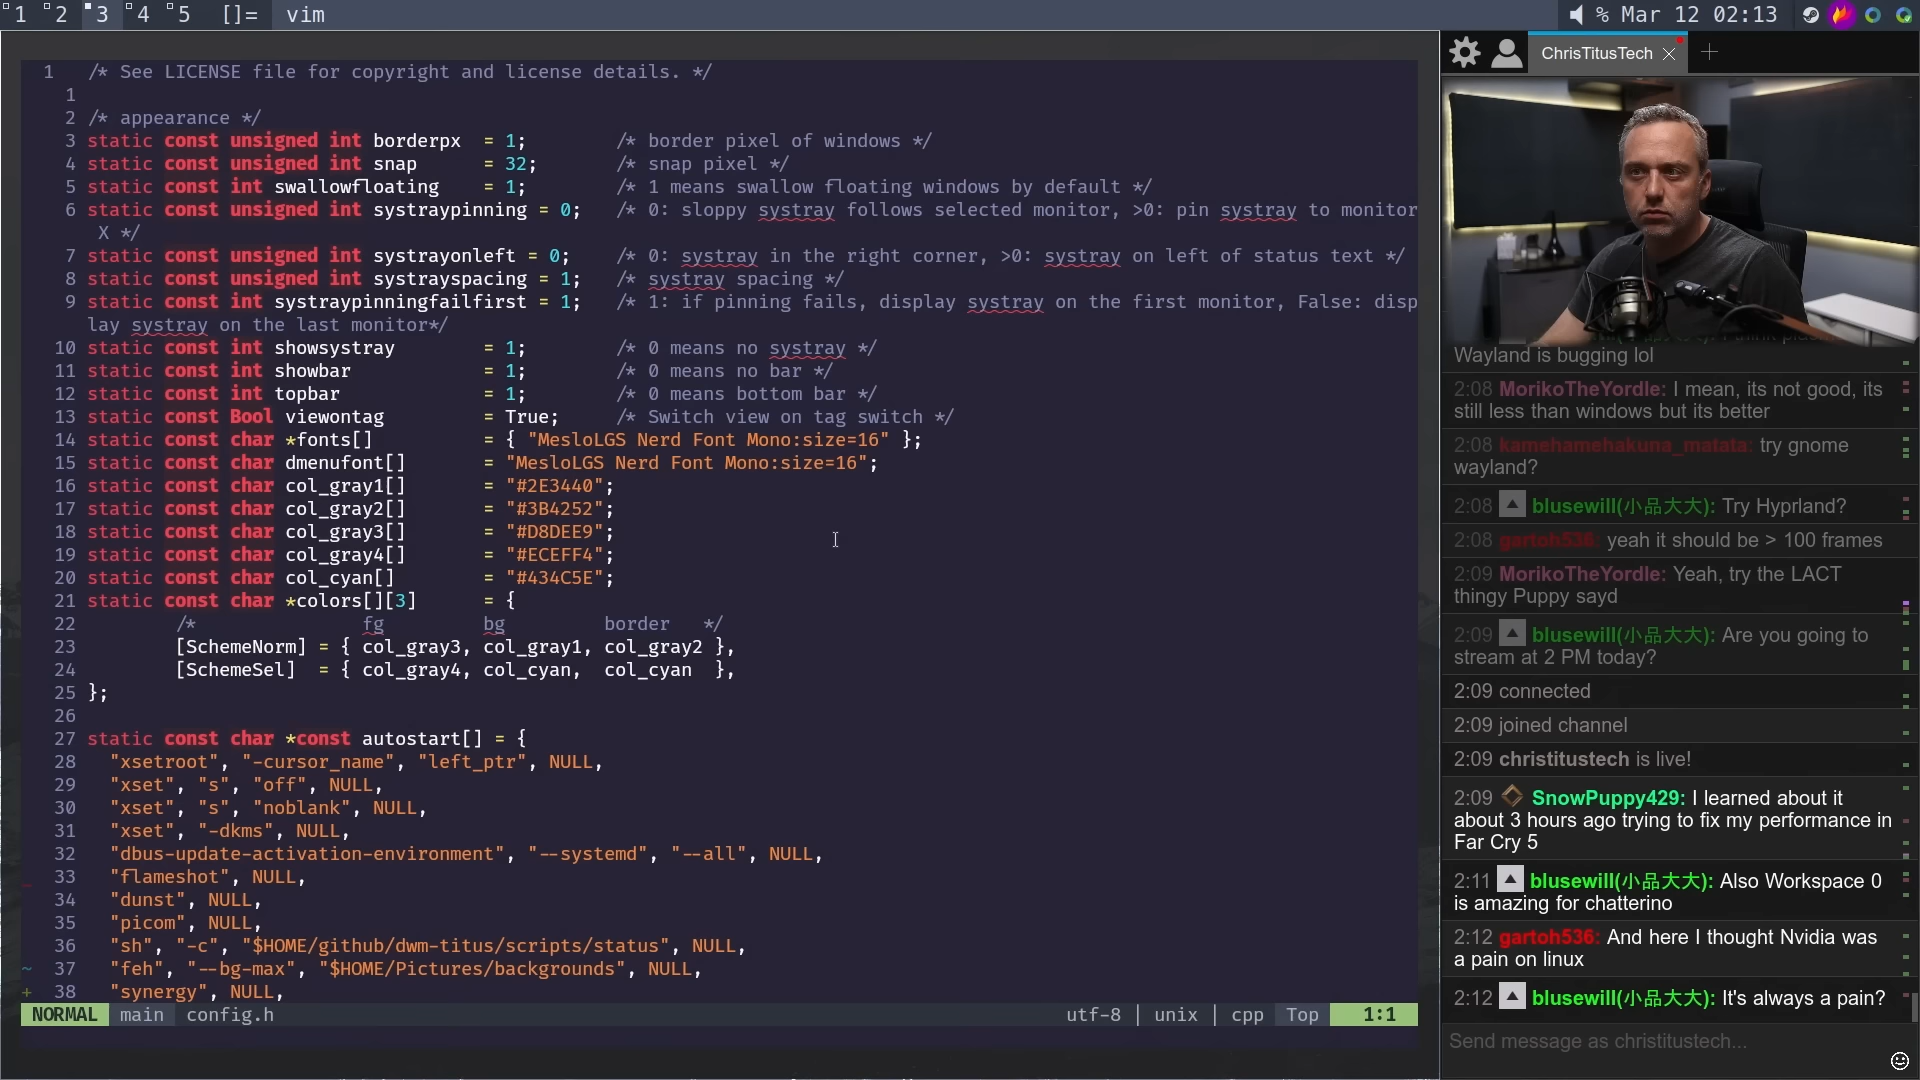 1 2 3 4 5 []= vim % Mar 12 02:13
1 /* See LICENSE file for copyright and license details. */
1
2 /* appearance */
3 static const unsigned int borderpx = 1; /* border pixel of windows */
4 static const unsigned int snap = 32; /* snap pixel */
5 static const int swallowfloating = 1; /* 1 means swallow floating windows by default */
6 static const unsigned int systraypinning = 0; /* 0: sloppy systray follows selected monitor, >0: pin systray to monitor
X */
7 static const unsigned int systrayonleft = 0; /* 0: systray in the right corner, >0: systray on left of status text */
8 static const unsigned int systrayspacing = 1; /* systray spacing */
9 static const int systraypinningfailfirst = 1; /* 1: if pinning fails, display systray on the first monitor, False: disp
lay systray on the last monitor*/
10 static const int showsystray = 1; /* 0 means no systray */
11 static const int showbar = 1; /* 0 means no bar */
12 static const int topbar = 1; /* 0 means bottom bar */
13 static const Bool viewontag = True; /* Switch view on tag switch */
14 static const char *fonts[] = { "MesloLGS Nerd Font Mono:size=16" };
15 static const char dmenufont[] = "MesloLGS Nerd Font Mono:size=16";
16 static const char col_gray1[] = "#2E3440";
17 static const char col_gray2[] = "#3B4252";
18 static const char col_gray3[] = "#D8DEE9";
19 static const char col_gray4[] = "#ECEFF4";
20 static const char col_cyan[] = "#434C5E";
21 static const char *colors[][3] = {
22 /* fg bg border */
23 [SchemeNorm] = { col_gray3, col_gray1, col_gray2 },
24 [SchemeSel] = { col_gray4, col_cyan, col_cyan },
25 };
26
27 static const char *const autostart[] = {
28 "xsetroot", "-cursor_name", "left_ptr", NULL,
29 "xset", "s", "off", NULL,
30 "xset", "s", "noblank", NULL,
31 "xset", "-dkms", NULL,
32 "dbus-update-activation-environment", "--systemd", "--all", NULL,
33 "flameshot", NULL,
34 "dunst", NULL,
35 "picom", NULL,
36 "sh", "-c", "$HOME/github/dwm-titus/scripts/status", NULL,
~ 37 "feh", "--bg-max", "$HOME/Pictures/backgrounds", NULL,
+ 38 "synergy", NULL,
NORMAL main config.h utf-8 | unix | cpp Top 1:1
ChrisTitusTech
Wayland is bugging lol
2:08 MorikoTheYordle: I mean, its not good, its
still less than windows but its better
2:08 kamehamehakuna_matata: try gnome
wayland?
2:08 blusewill(小品大大): Try Hyprland?
2:08 gartoh536: yeah it should be > 100 frames
2:09 MorikoTheYordle: Yeah, try the LACT
thingy Puppy sayd
2:09 blusewill(小品大大): Are you going to
stream at 2 PM today?
2:09 connected
2:09 joined channel
2:09 christitustech is live!
2:09 SnowPuppy429: I learned about it
about 3 hours ago trying to fix my performance in
Far Cry 5
2:11 blusewill(小品大大): Also Workspace 0
is amazing for chatterino
2:12 gartoh536: And here I thought Nvidia was
a pain on linux
2:12 blusewill(小品大大): It's always a pain?
Send message as christitustech...